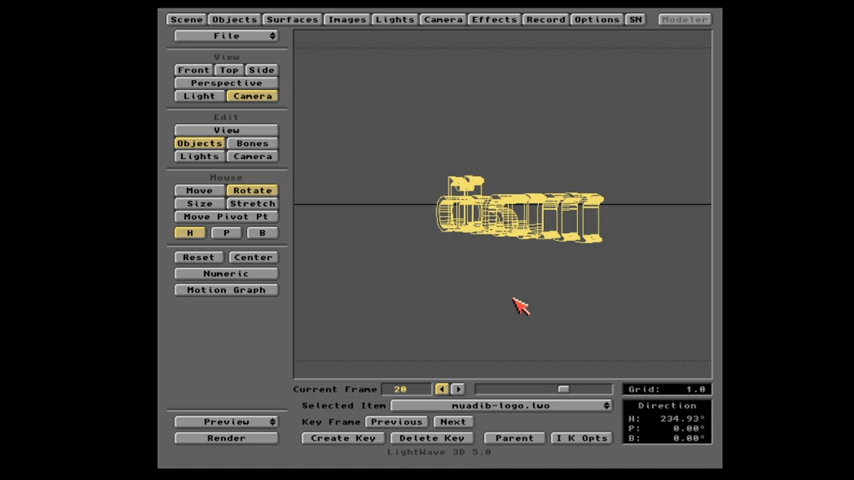 Scene Objects Surfaces Images Lights Camera Effects Record Options SN Modeler
File
View
Front Top Side
Perspective
Light Camera
Edit
View
Objects Bones
Lights Camera
Mouse
Move Rotate
Size Stretch
Move Pivot Pt
H P B
Reset Center
Numeric
Motion Graph
Preview
Render
Current Frame 20
Selected Item muadib-logo.lwo
Key Frame Previous Next
Create Key Delete Key Parent I K Opts
LightWave 3D 5.0
Grid: 1.0
Direction
H: 234.93°
P: 0.00°
B: 0.00°